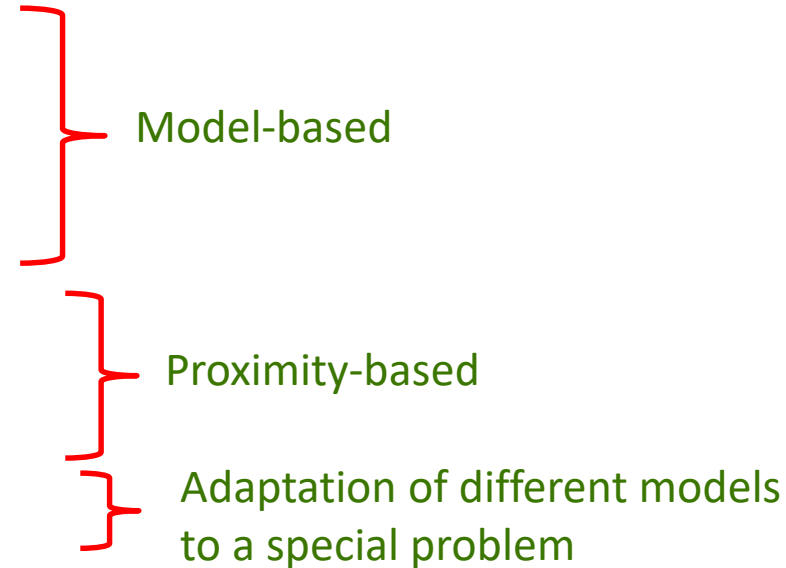 Model-based
Proximity-based
Adaptation of different models
to a special problem